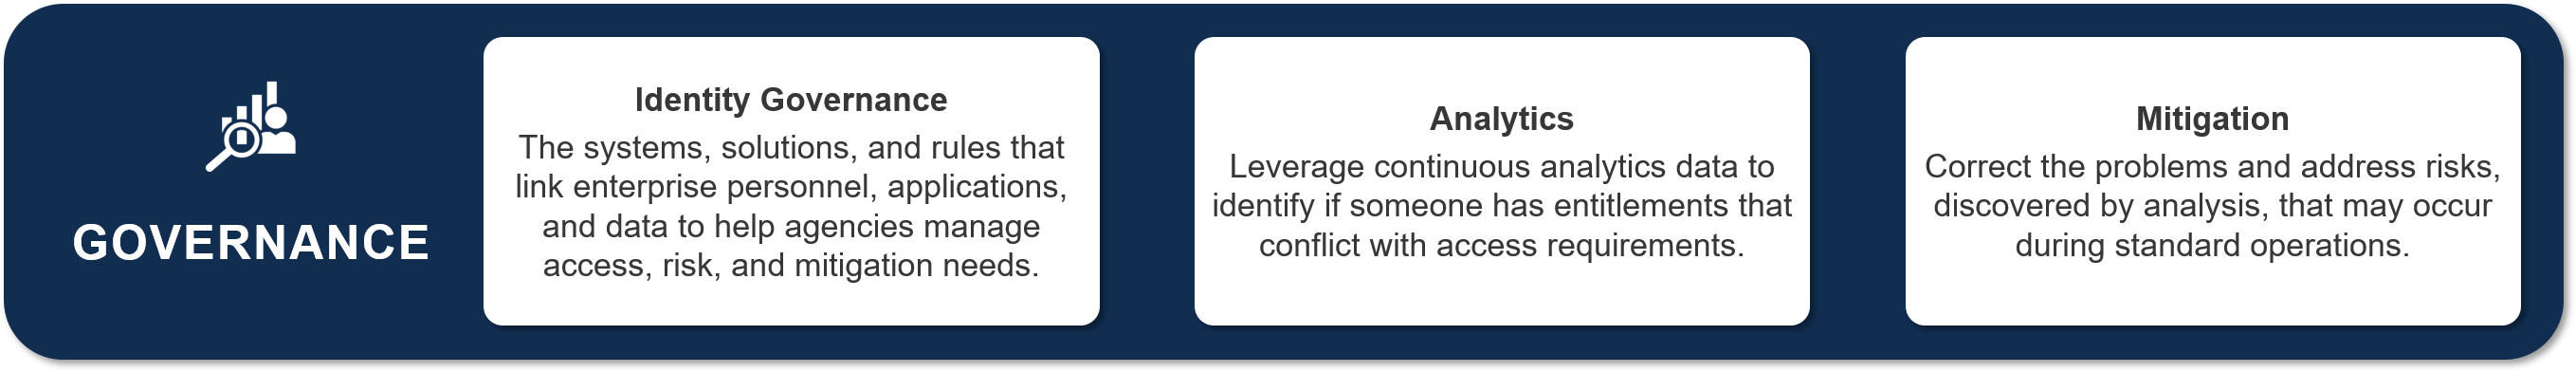 GOVERNANCE
Identity Governance
The systems, solutions, and rules that
link enterprise personnel, applications,
and data to help agencies manage
access, risk, and mitigation needs.
Analytics
Leverage continuous analytics data to
identify if someone has entitlements that
conflict with access requirements.
Mitigation
Correct the problems and address risks,
discovered by analysis, that may occur
during standard operations.